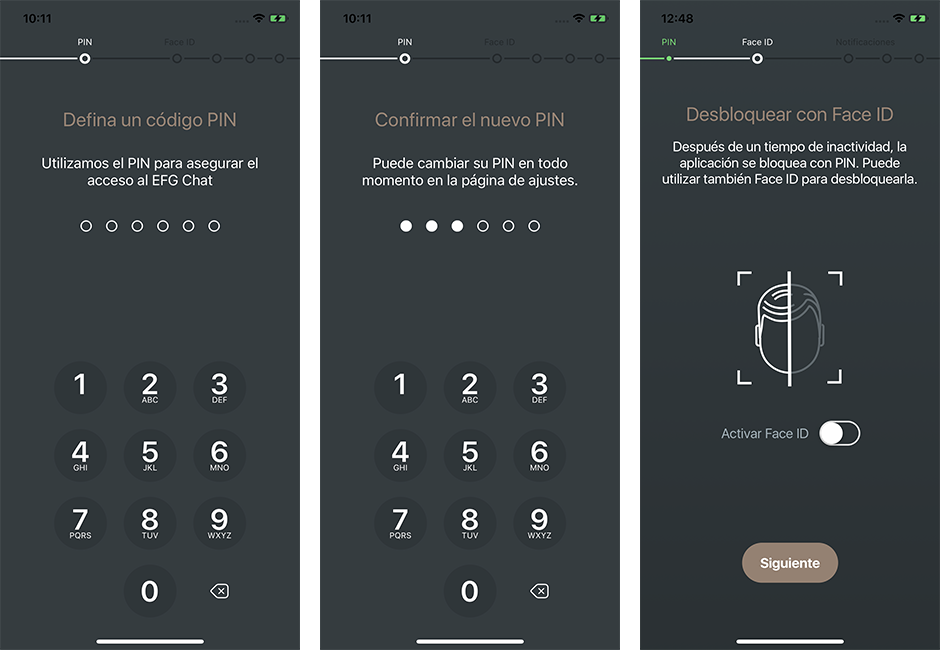 10:11
PIN
Face ID
Defina un código PIN
Utilizamos el PIN para asegurar el
acceso al EFG Chat
1
2
ABC
3
DEF
4
GHI
5
JKL
6
MNO
7
PQRS
8
TUV
9
WXYZ
0
10:11
PIN
Face ID
Confirmar el nuevo PIN
Puede cambiar su PIN en todo
momento en la página de ajustes.
1
2
ABC
3
DEF
4
GHI
5
JKL
6
MNO
7
PQRS
8
TUV
9
WXYZ
0
12:48
PIN
Face ID
Notificaciones
Desbloquear con Face ID
Después de un tiempo de inactividad, la
aplicación se bloquea con PIN. Puede
utilizar también Face ID para desbloquearla.
Activar Face ID
Siguiente